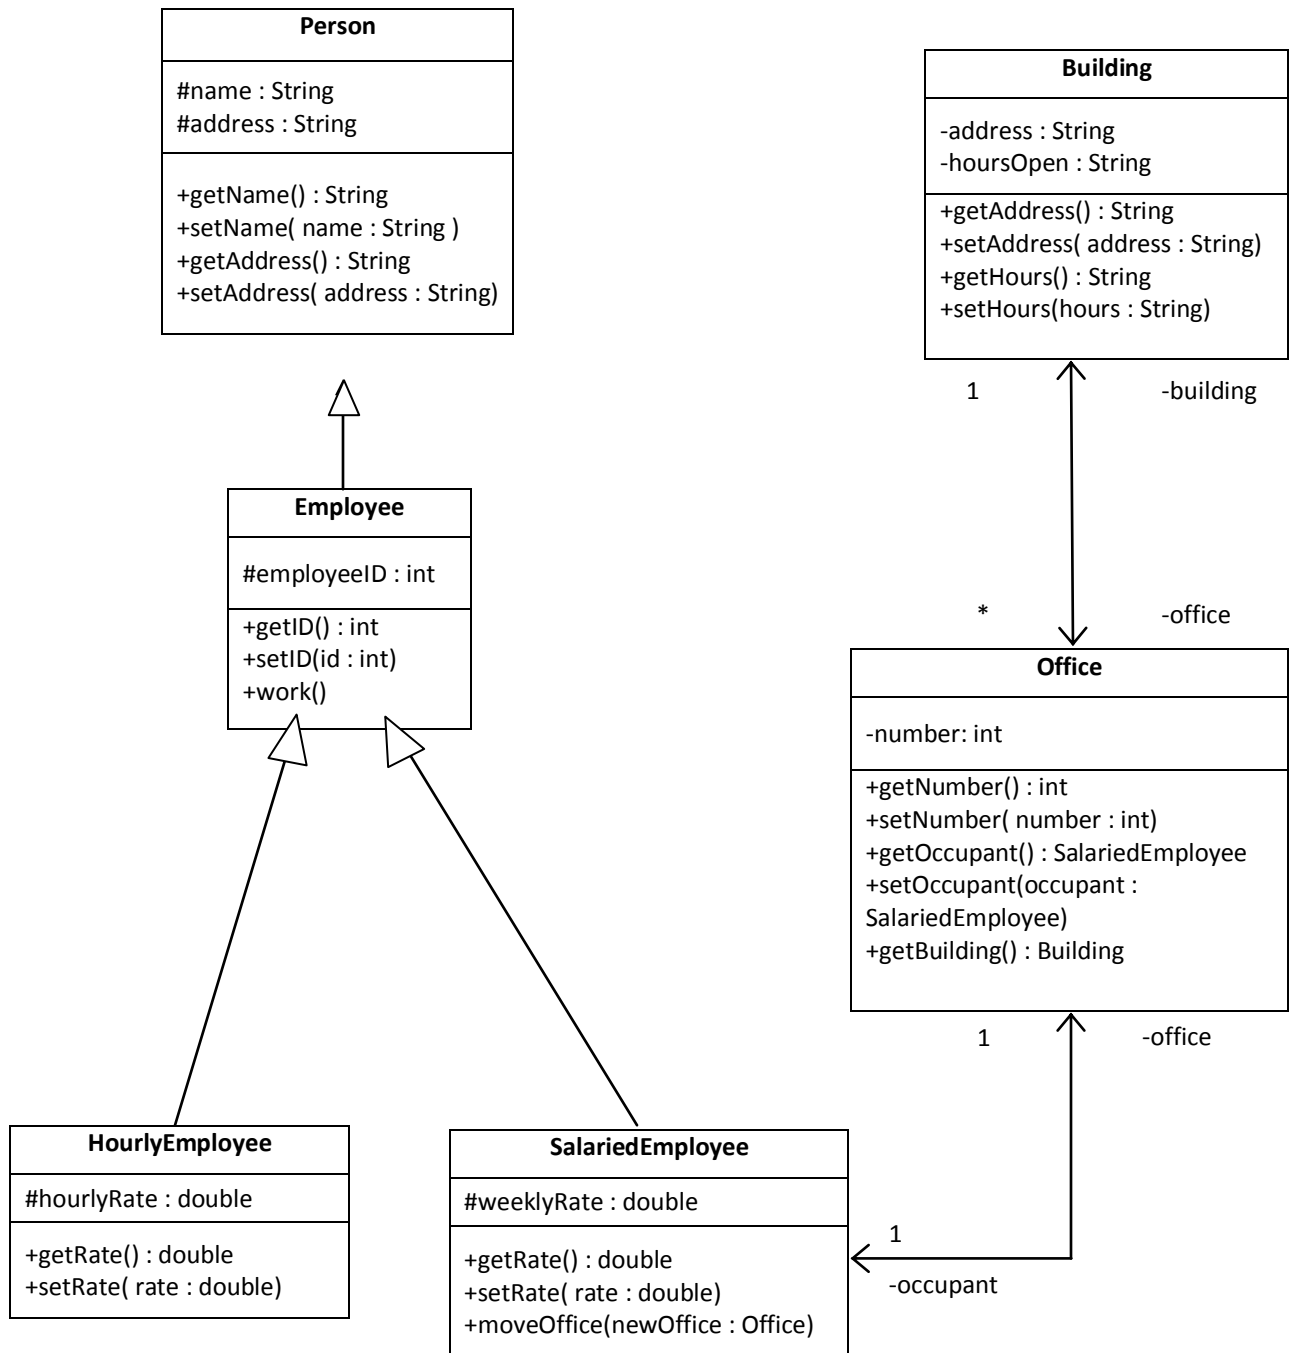 Person
#name : String
#address : String
+getName() : String
+setName( name : String )
+getAddress() : String
+setAddress( address : String)
Building
-address : String
-hoursOpen : String
+getAddress() : String
+setAddress( address : String)
+getHours() : String
+setHours(hours : String)
1
-building
Employee
#employeeID : int
+getID() : int
+setID(id : int)
+work()
*
-office
Office
-number: int
+getNumber() : int
+setNumber( number : int)
+getOccupant() : SalariedEmployee
+setOccupant(occupant :
SalariedEmployee)
+getBuilding() : Building
1
-office
HourlyEmployee
#hourlyRate : double
+getRate() : double
+setRate( rate : double)
SalariedEmployee
#weeklyRate : double
+getRate() : double
+setRate( rate : double)
+moveOffice(newOffice : Office)
1
-occupant